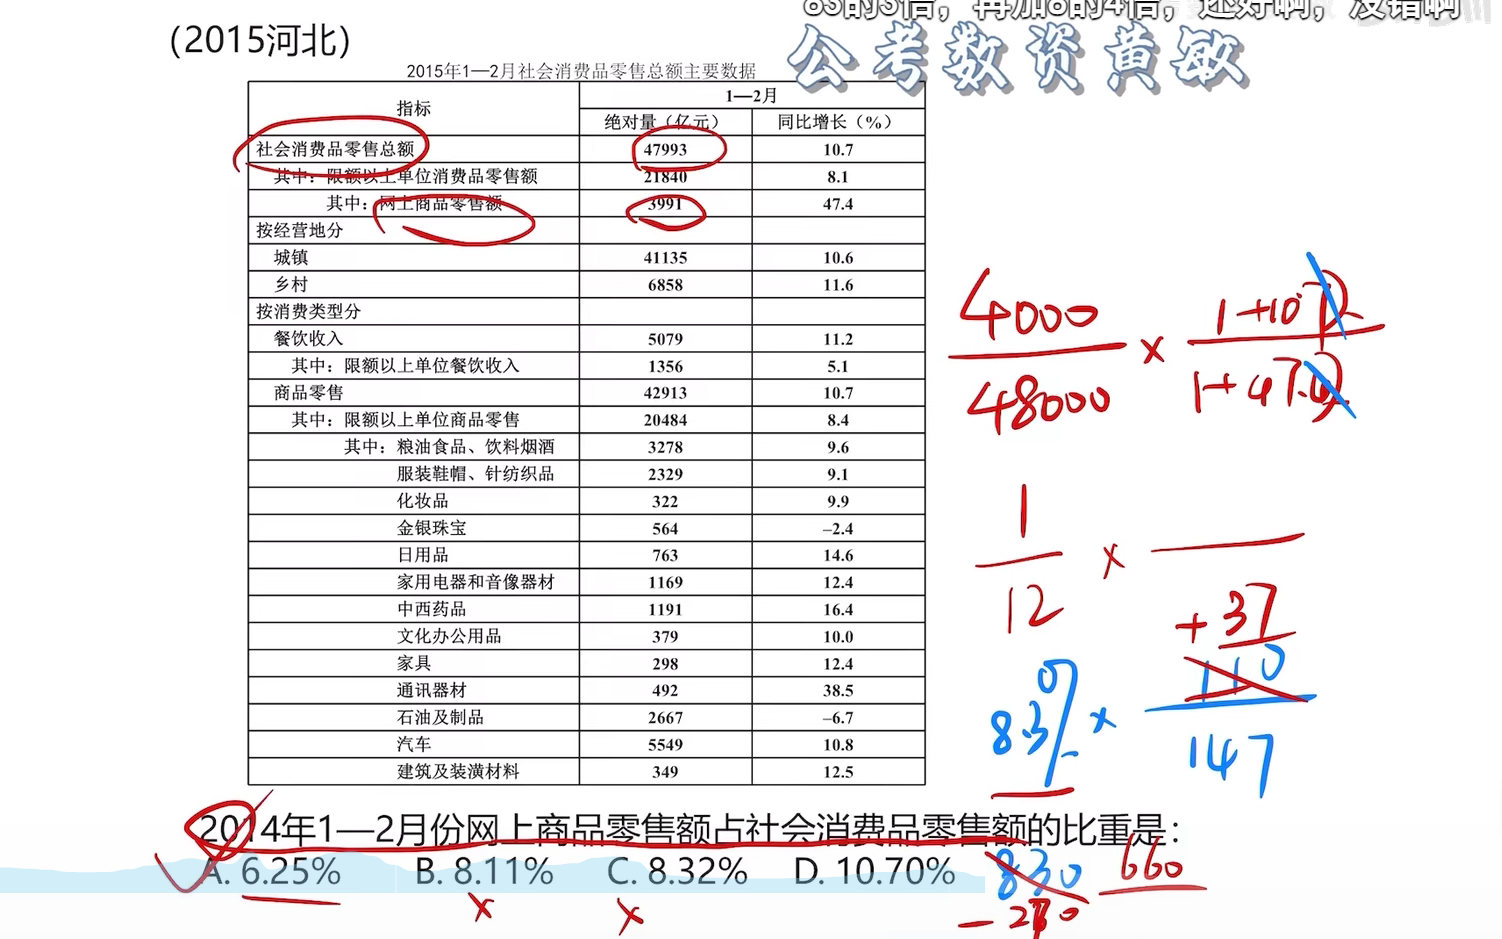 83的3倍，再加8的4倍，还好啊，没错啊
（2015河北）
公考数资黄敏
2015年1—2月社会消费品零售总额主要数据
指标 1—2月
绝对量（亿元） 同比增长（%）
社会消费品零售总额 47993 10.7
其中：限额以上单位消费品零售额 21840 8.1
其中：网上商品零售额 3991 47.4
按经营地分
城镇 41135 10.6
乡村 6858 11.6
按消费类型分
餐饮收入 5079 11.2
其中：限额以上单位餐饮收入 1356 5.1
商品零售 42913 10.7
其中：限额以上单位商品零售 20484 8.4
其中：粮油食品、饮料烟酒 3278 9.6
服装鞋帽、针纺织品 2329 9.1
化妆品 322 9.9
金银珠宝 564 –2.4
日用品 763 14.6
家用电器和音像器材 1169 12.4
中西药品 1191 16.4
文化办公用品 379 10.0
家具 298 12.4
通讯器材 492 38.5
石油及制品 2667 –6.7
汽车 5549 10.8
建筑及装潢材料 349 12.5
4000
48000
×
1+10.
1+47.
1
12
×
+37
8.3% ×
110
147
2014年1—2月份网上商品零售额占社会消费品零售额的比重是：
A. 6.25% B. 8.11% C. 8.32% D. 10.70%
830
660